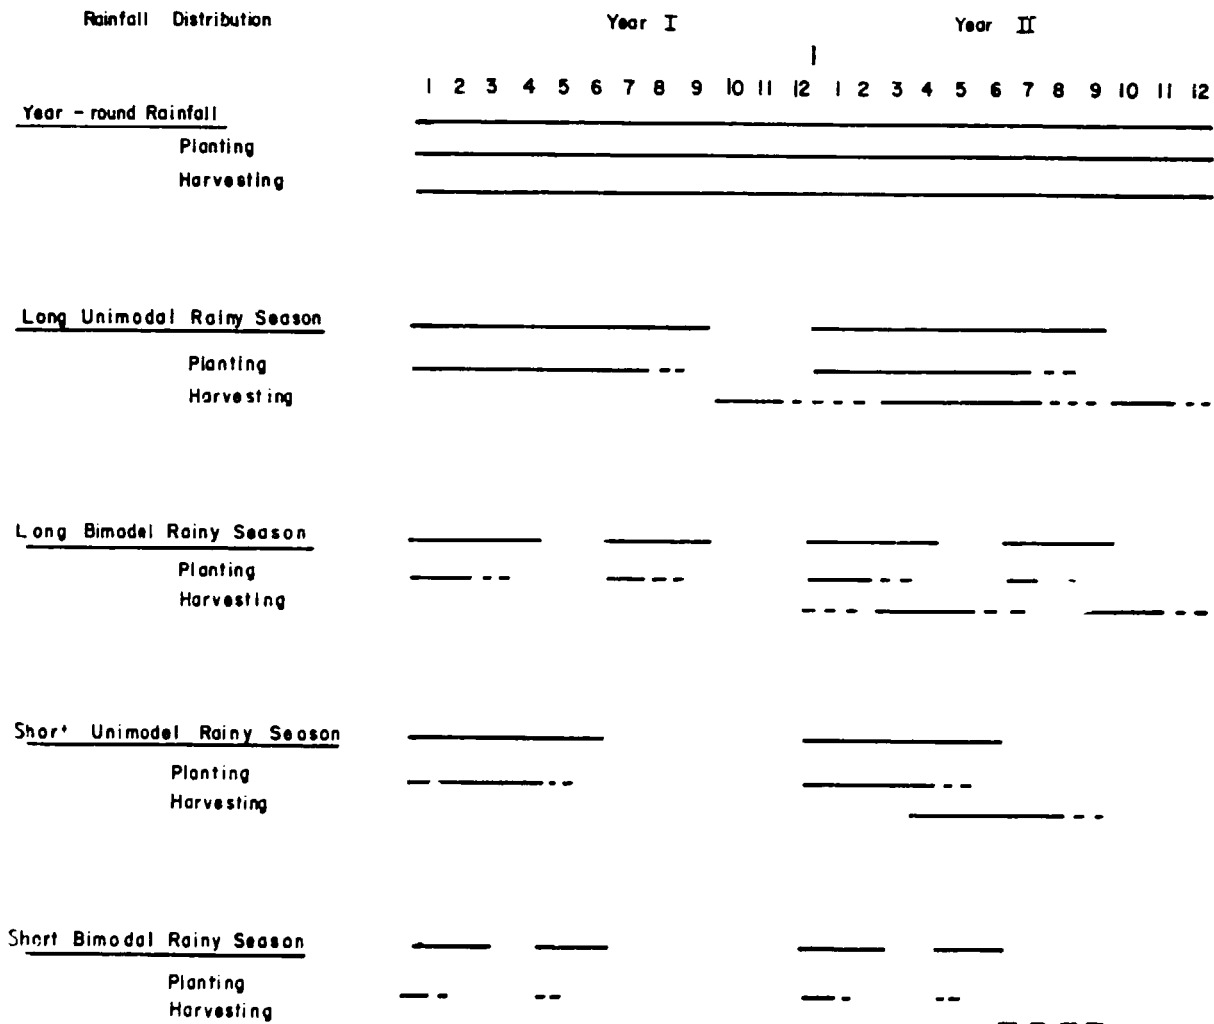 Rainfall Distribution Year I Year II
1 2 3 4 5 6 7 8 9 10 11 12 1 2 3 4 5 6 7 8 9 10 11 12
Year - round Rainfall
Planting
Harvesting
Long Unimodal Rainy Season
Planting
Harvesting
Long Bimodel Rainy Season
Planting
Harvesting
Short Unimodel Rainy Season
Planting
Harvesting
Short Bimodal Rainy Season
Planting
Harvesting